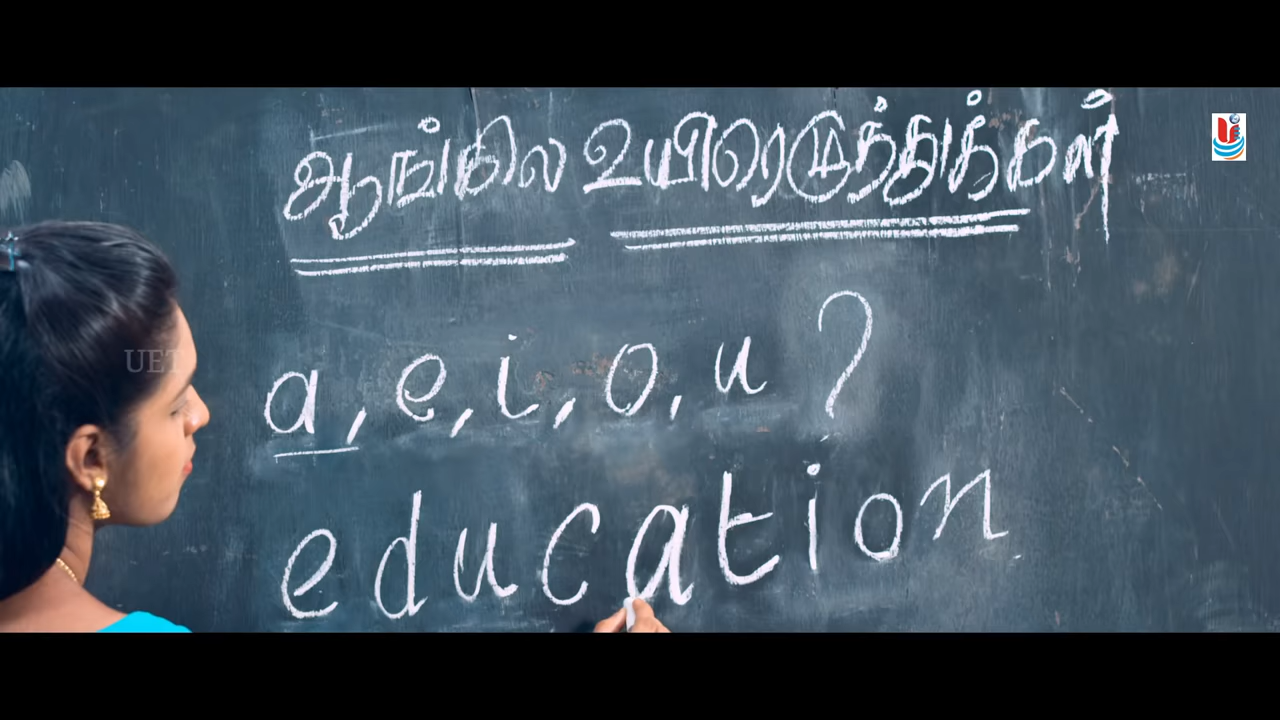 ஆங்கில உயிரெழுத்துக்கள்
UET
a, e, i, o, u ?
education